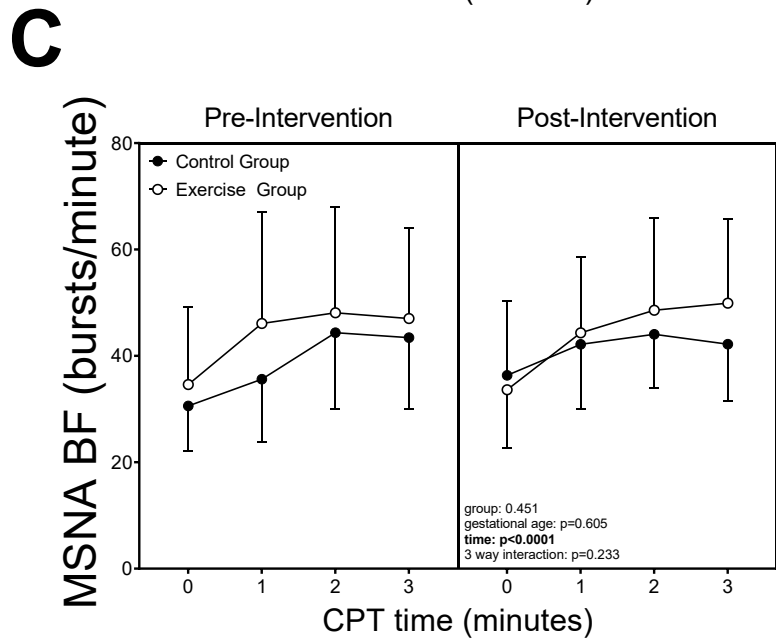 C
Pre-Intervention
Post-Intervention
MSNA BF (bursts/minute)
80
60
40
20
0
Control Group
Exercise  Group
group: 0.451
gestational age: p=0.605
time: p<0.0001
3 way interaction: p=0.233
0 1 2 3
0 1 2 3
CPT time (minutes)